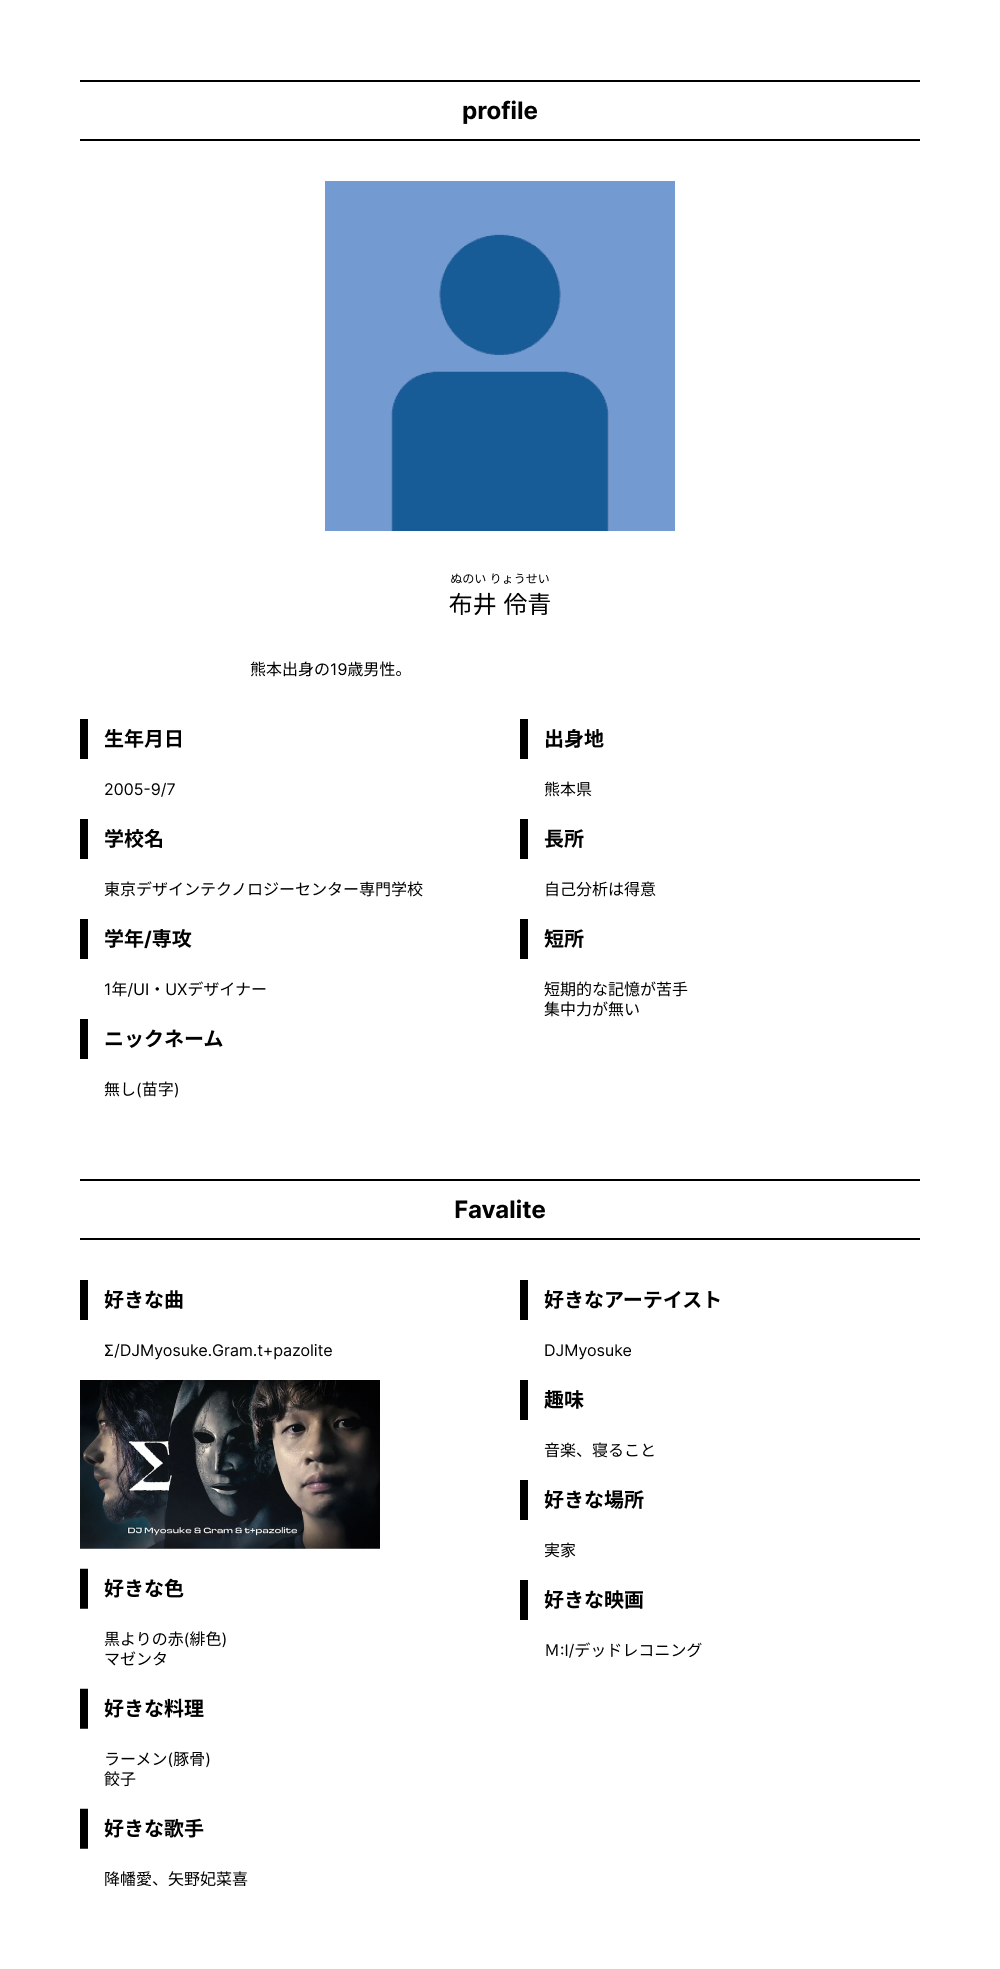 profile
ぬのい りょうせい
布井 伶青
熊本出身の19歳男性。
生年月日
2005-9/7
学校名
東京デザインテクノロジーセンター専門学校
学年/専攻
1年/UI・UXデザイナー
ニックネーム
無し(苗字)
出身地
熊本県
長所
自己分析は得意
短所
短期的な記憶が苦手
集中力が無い
Favalite
好きな曲
Σ/DJMyosuke.Gram.t+pazolite
Σ
DJ Myosuke & Gram & t+pazolite
好きな色
黒よりの赤(緋色)
マゼンタ
好きな料理
ラーメン(豚骨)
餃子
好きな歌手
降幡愛、矢野妃菜喜
好きなアーテイスト
DJMyosuke
趣味
音楽、寝ること
好きな場所
実家
好きな映画
M:I/デッドレコニング